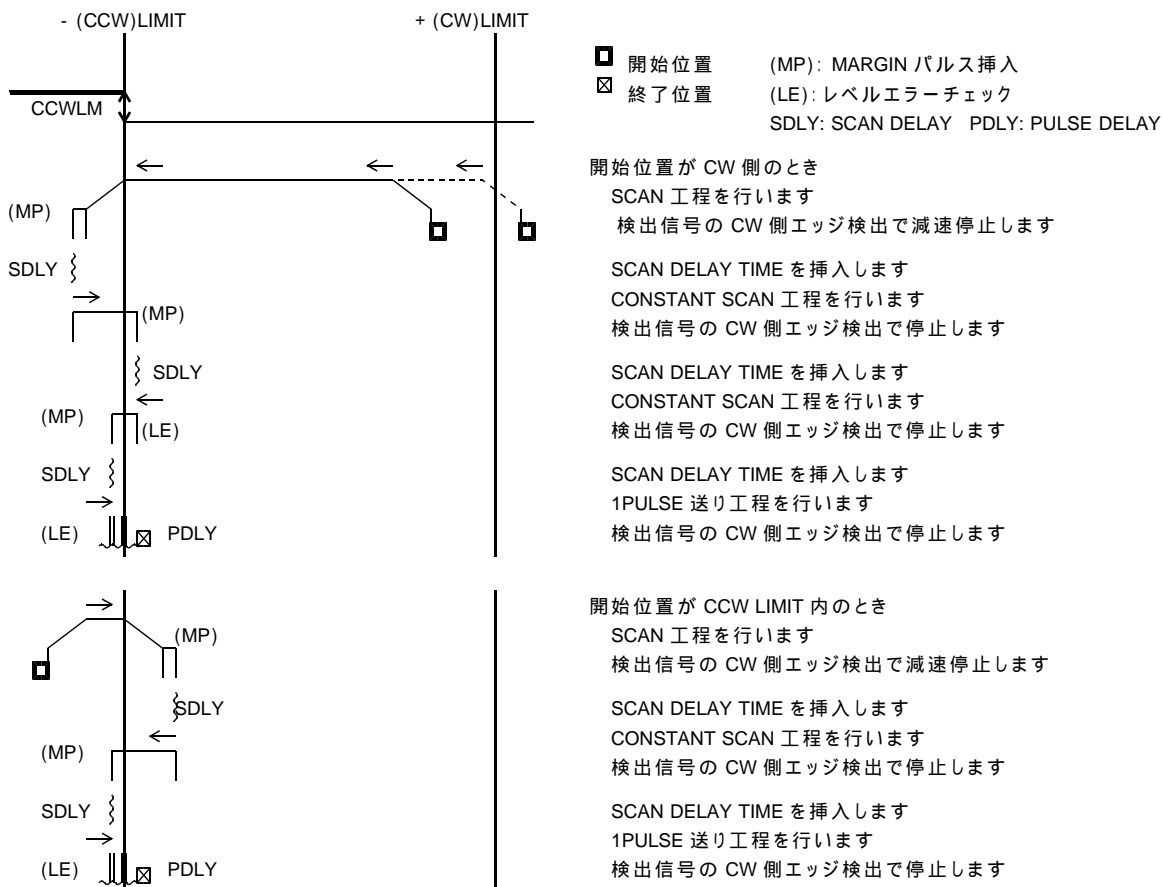 - (CCW)LIMIT + (CW)LIMIT
開始位置 (MP): MARGIN パルス挿入
CCWLM 終了位置 (LE):レベルエラーチェック
SDLY: SCAN DELAY PDLY: PULSE DELAY
開始位置が CW 側のとき
SCAN 工程を行います
(MP) 検出信号の CW 側エッジ検出で減速停止します
SDLY SCAN DELAY TIME を挿入します
CONSTANT SCAN 工程を行います
(MP) 検出信号の CW 側エッジ検出で停止します
SDLY SCAN DELAY TIME を挿入します
CONSTANT SCAN 工程を行います
(MP) (LE) 検出信号の CW 側エッジ検出で停止します
SDLY SCAN DELAY TIME を挿入します
1PULSE 送り工程を行います
(LE) PDLY 検出信号の CW 側エッジ検出で停止します
開始位置が CCW LIMIT 内のとき
(MP) SCAN 工程を行います
検出信号の CW 側エッジ検出で減速停止します
SDLY SCAN DELAY TIME を挿入します
CONSTANT SCAN 工程を行います
(MP) 検出信号の CW 側エッジ検出で停止します
SDLY SCAN DELAY TIME を挿入します
1PULSE 送り工程を行います
(LE) PDLY 検出信号の CW 側エッジ検出で停止します